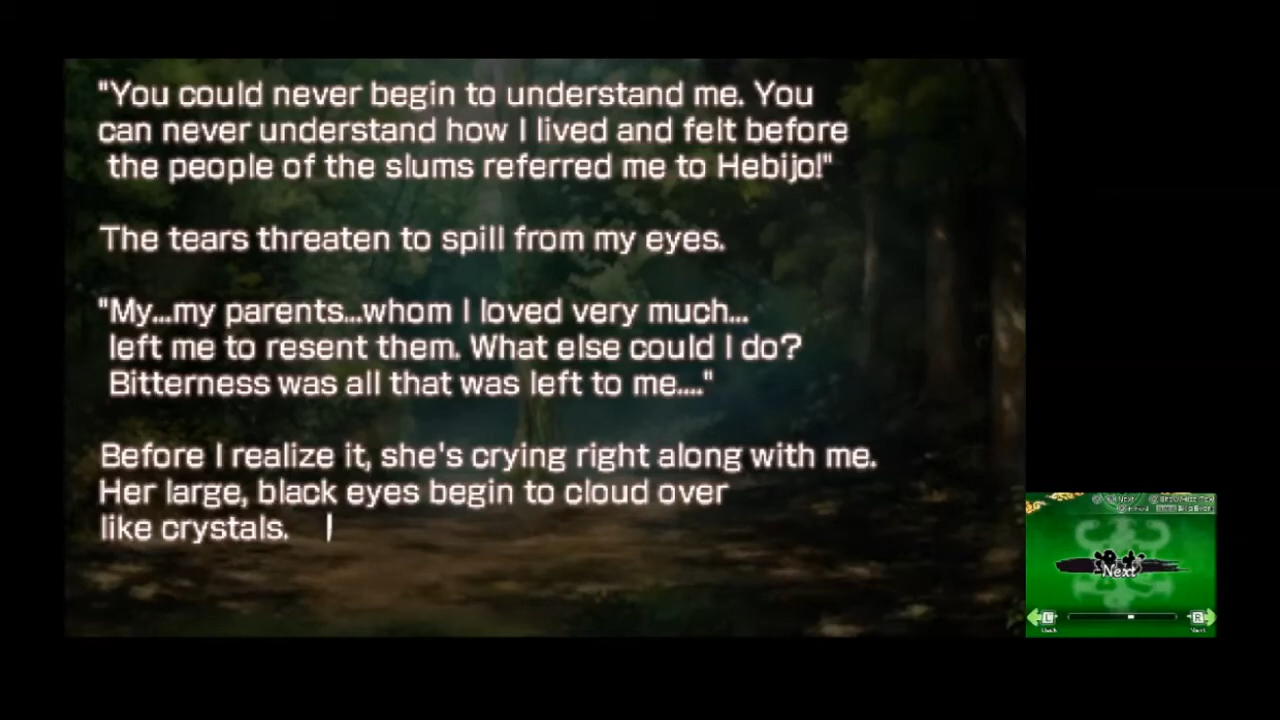 "You could never begin to understand me. You
can never understand how I lived and felt before
the people of the slums referred me to Hebijo!"
The tears threaten to spill from my eyes.
"My...my parents...whom I loved very much...
left me to resent them. What else could I do?
Bitterness was all that was left to me...."
Before I realize it, she's crying right along with me.
Her large, black eyes begin to cloud over
like crystals.
Next
Next
L
R
Back
Next